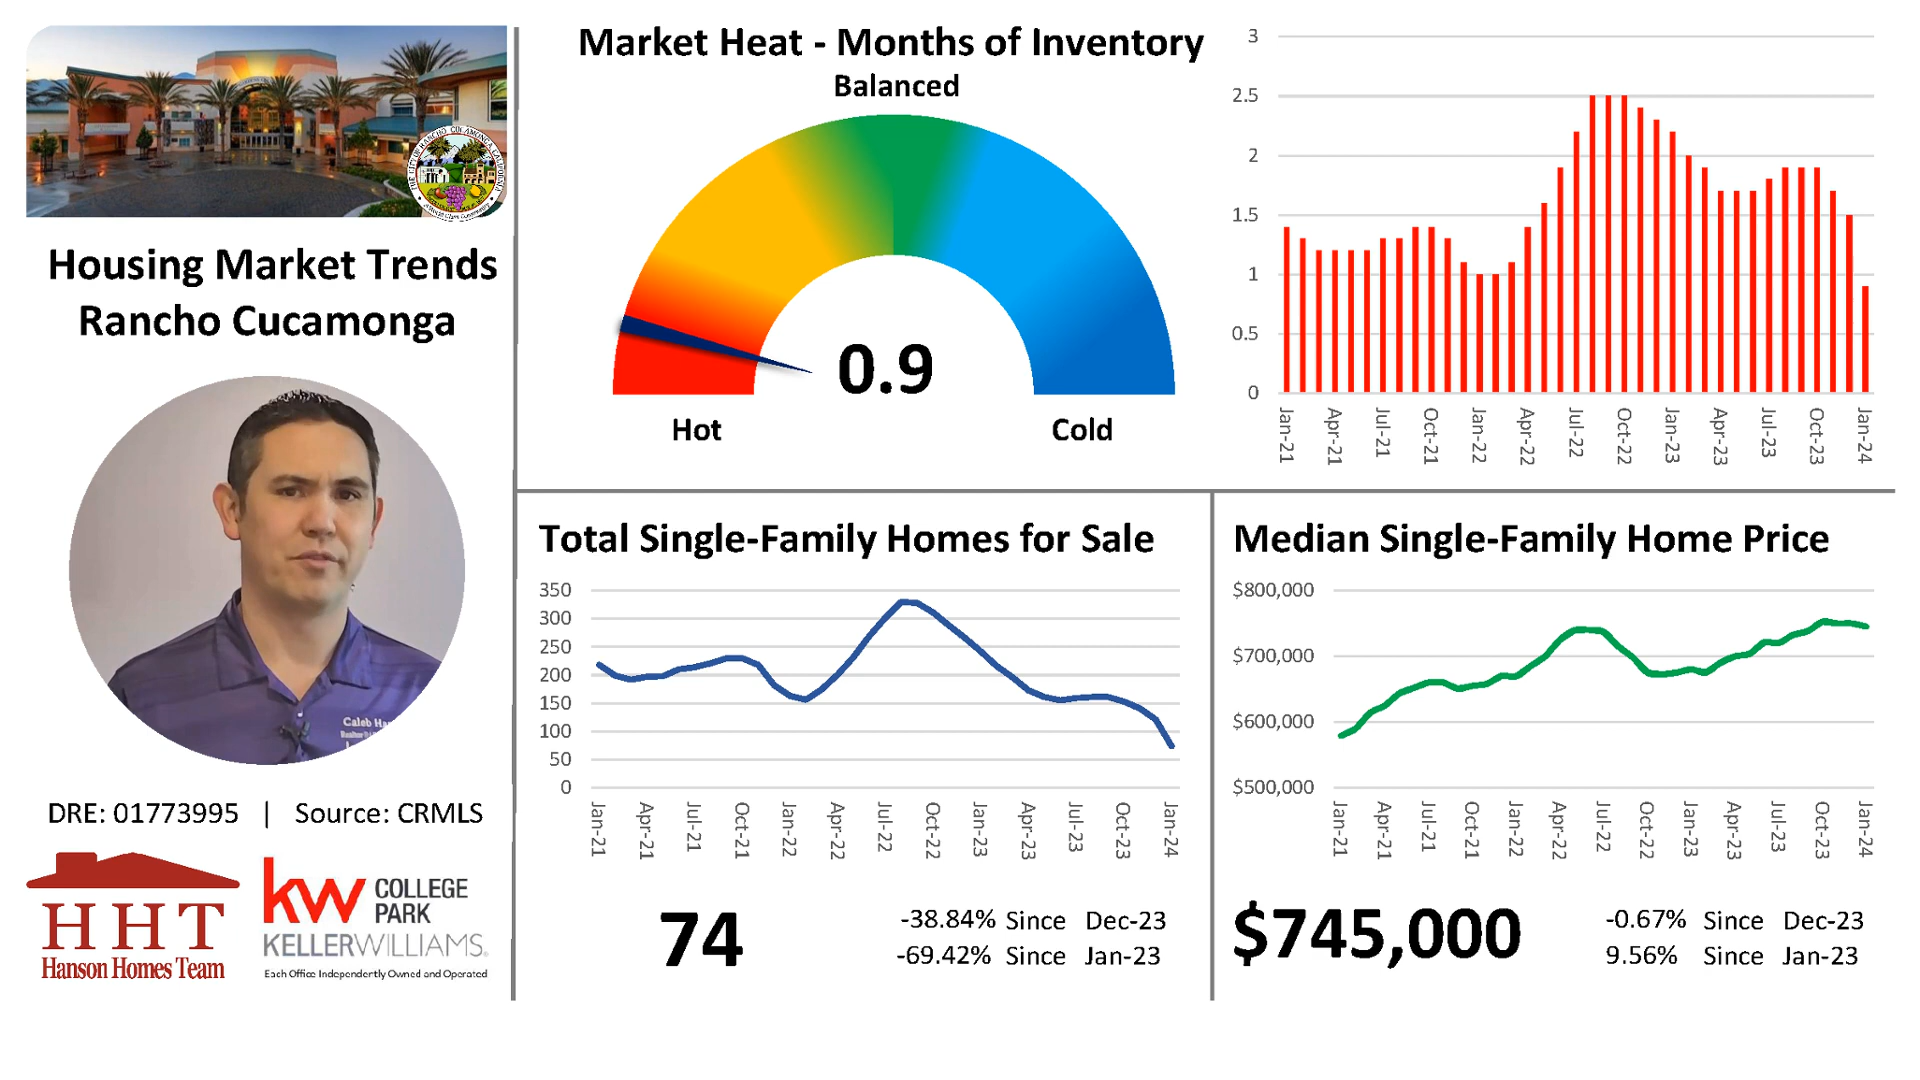 Housing Market Trends
Rancho Cucamonga
Caleb Ha
DRE: 01773995 | Source: CRMLS
HHT
Hanson Homes Team
kw COLLEGE
PARK
KELLERWILLIAMS.
Each Office Independently Owned and Operated
Market Heat - Months of Inventory
Balanced
0.9
Hot
Cold
3
2.5
2
1.5
1
0.5
0
Jan-21
Apr-21
Jul-21
Oct-21
Jan-22
Apr-22
Jul-22
Oct-22
Jan-23
Apr-23
Jul-23
Oct-23
Jan-24
Total Single-Family Homes for Sale
350
300
250
200
150
100
50
0
Jan-21
Apr-21
Jul-21
Oct-21
Jan-22
Apr-22
Jul-22
Oct-22
Jan-23
Apr-23
Jul-23
Oct-23
Jan-24
74
-38.84% Since Dec-23
-69.42% Since Jan-23
Median Single-Family Home Price
$800,000
$700,000
$600,000
$500,000
Jan-21
Apr-21
Jul-21
Oct-21
Jan-22
Apr-22
Jul-22
Oct-22
Jan-23
Apr-23
Jul-23
Oct-23
Jan-24
$745,000
-0.67% Since Dec-23
9.56% Since Jan-23